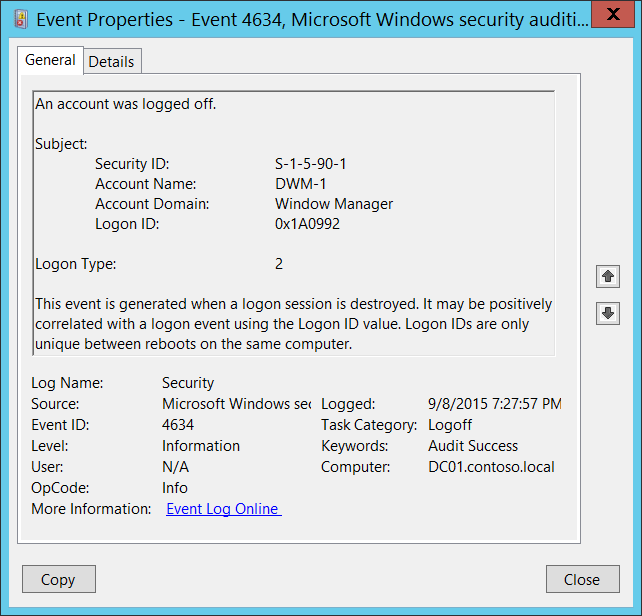 Event Properties - Event 4634, Microsoft Windows security auditi...
X
General Details
An account was logged off.
Subject:
Security ID: S-1-5-90-1
Account Name: DWM-1
Account Domain: Window Manager
Logon ID: 0x1A0992
Logon Type: 2
This event is generated when a logon session is destroyed. It may be positively
correlated with a logon event using the Logon ID value. Logon IDs are only
unique between reboots on the same computer.
Log Name: Security
Source: Microsoft Windows sec Logged: 9/8/2015 7:27:57 PM
Event ID: 4634 Task Category: Logoff
Level: Information Keywords: Audit Success
User: N/A Computer: DC01.contoso.local
OpCode: Info
More Information: Event Log Online
Copy Close